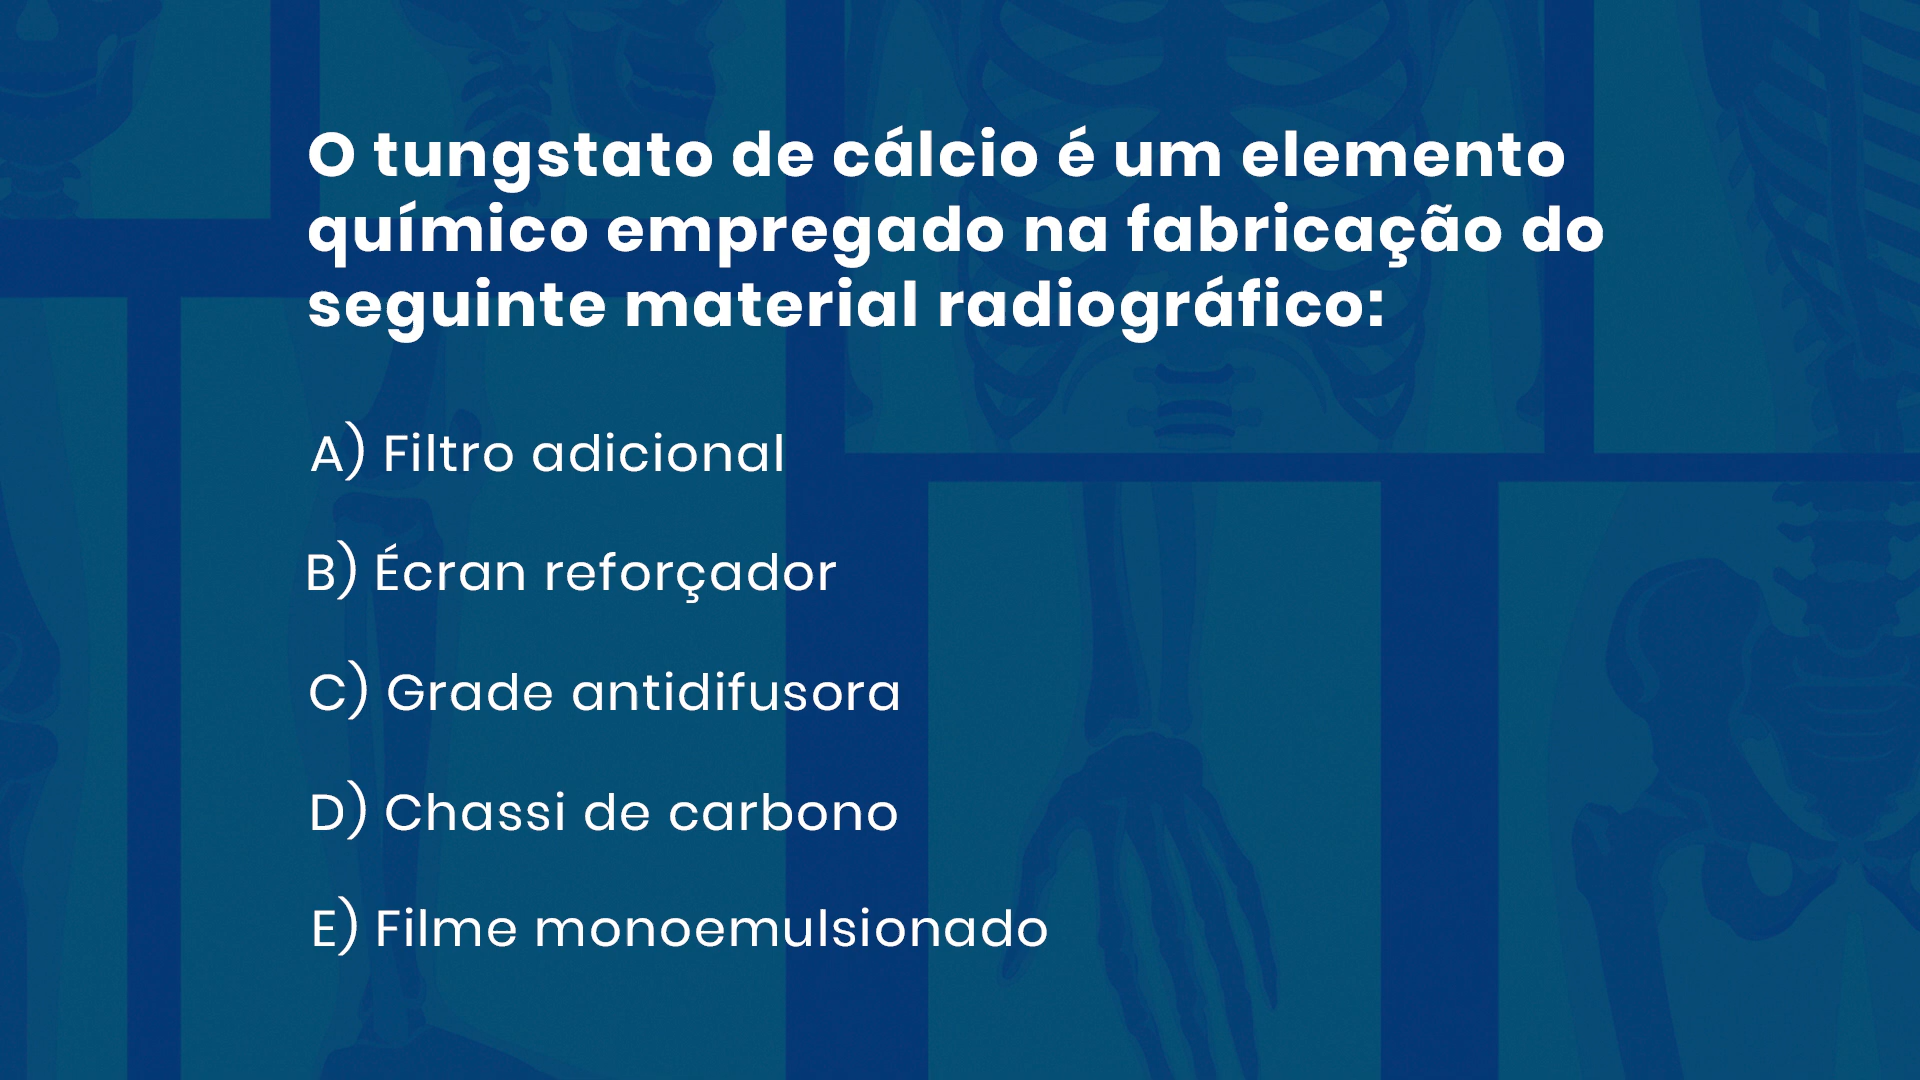 O tungstato de cálcio é um elemento
químico empregado na fabricação do
seguinte material radiográfico:
A) Filtro adicional
B) Écran reforçador
C) Grade antidifusora
D) Chassi de carbono
E) Filme monoemulsionado